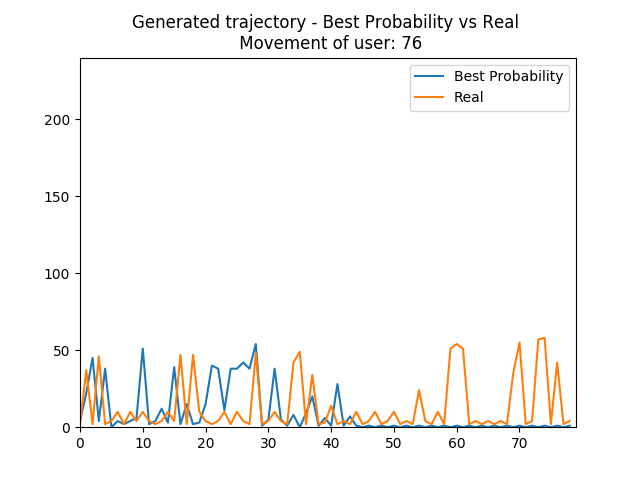 Generated trajectory - Best Probability vs Real
Movement of user: 76
Best Probability
Real
200
150
100
50
0
0 10 20 30 40 50 60 70